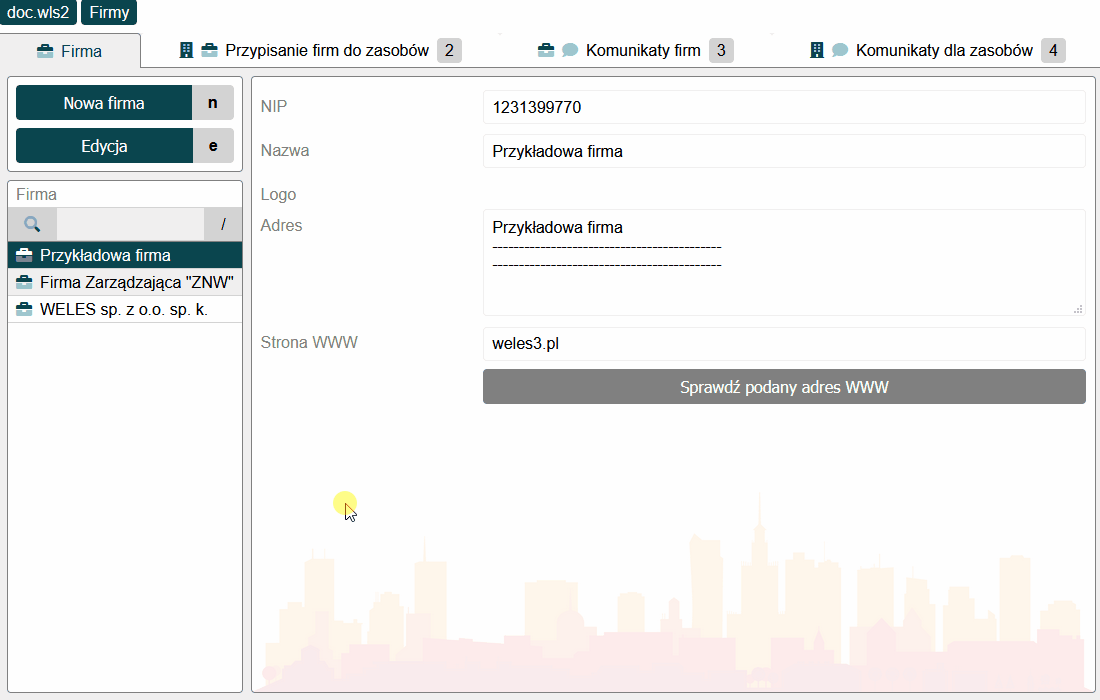 doc.wls2 Firmy
Firma Przypisanie firm do zasobów 2 Komunikaty firm 3 Komunikaty dla zasobów 4
Nowa firma n
Edycja e
Firma
/
Przykładowa firma
Firma Zarządzająca "ZNW"
WELES sp. z o.o. sp. k.
NIP 1231399770
Nazwa Przykładowa firma
Logo
Adres Przykładowa firma
-----------------------------------------
-----------------------------------------
Strona WWW weles3.pl
Sprawdź podany adres WWW